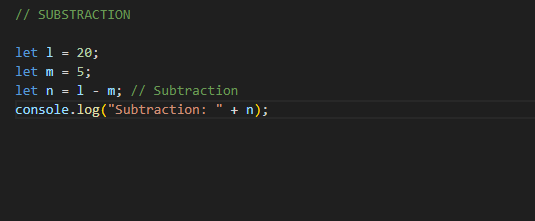 // SUBSTRACTION
let l = 20;
let m = 5;
let n = l - m; // Subtraction
console.log("Subtraction: " + n);